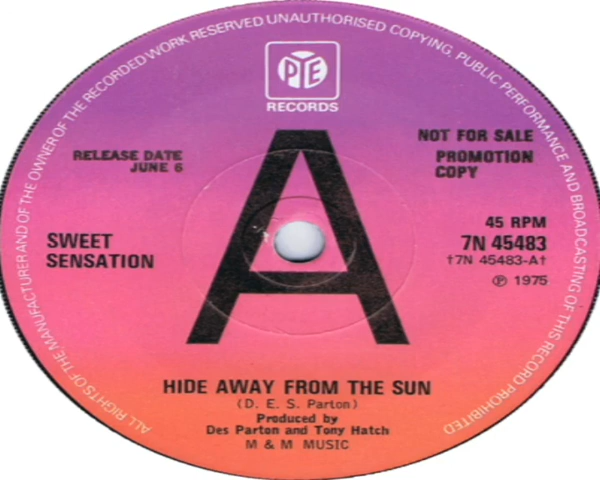 ALL RIGHTS OF THE MANUFACTURER AND OF THE OWNER OF THE RECORDED WORK RESERVED UNAUTHORISED COPYING, PUBLIC PERFORMANCE AND BROADCASTING OF THIS RECORD PROHIBITED
PYE
RECORDS
NOT FOR SALE
RELEASE DATE
JUNE 6
PROMOTION
COPY
A
45 RPM
SWEET
SENSATION
7N 45483
†7N 45483-A†
℗ 1975
HIDE AWAY FROM THE SUN
(D. E. S. Parton)
Produced by
Des Parton and Tony Hatch
M & M MUSIC